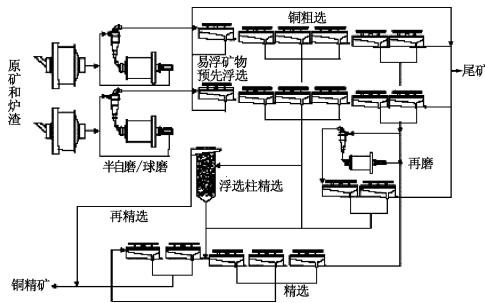 铜粗选
原矿和炉渣
易浮矿物
预先浮选
尾矿
半自磨/球磨
再磨
浮选柱精选
再精选
铜精矿
精选